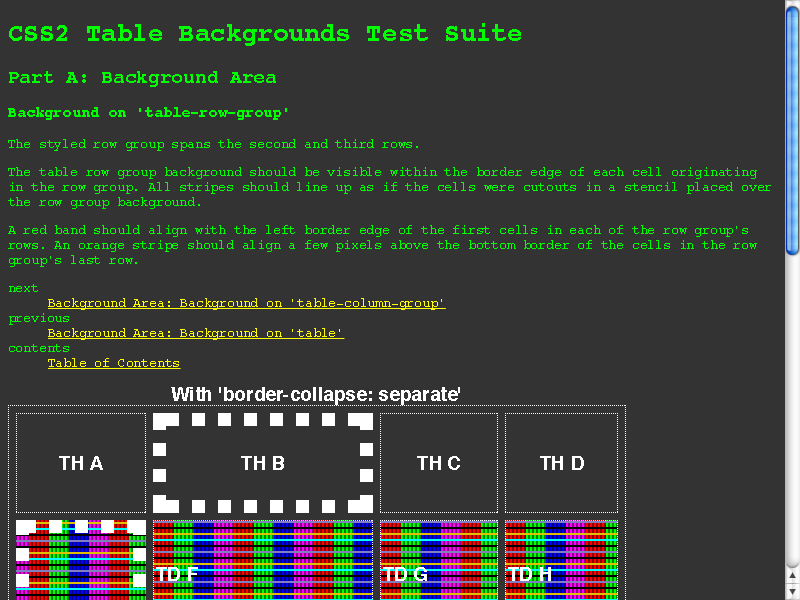 CSS2 Table Backgrounds Test Suite
Part A: Background Area
Background on 'table-row-group'
The styled row group spans the second and third rows.
The table row group background should be visible within the border edge of each cell originating
in the row group. All stripes should line up as if the cells were cutouts in a stencil placed over
the row group background.
A red band should align with the left border edge of the first cells in each of the row group's
rows. An orange stripe should align a few pixels above the bottom border of the cells in the row
group's last row.
next
Background Area: Background on 'table-column-group'
previous
Background Area: Background on 'table'
contents
Table of Contents
With 'border-collapse: separate'
TH A TH B TH C TH D
TD F TD G TD H